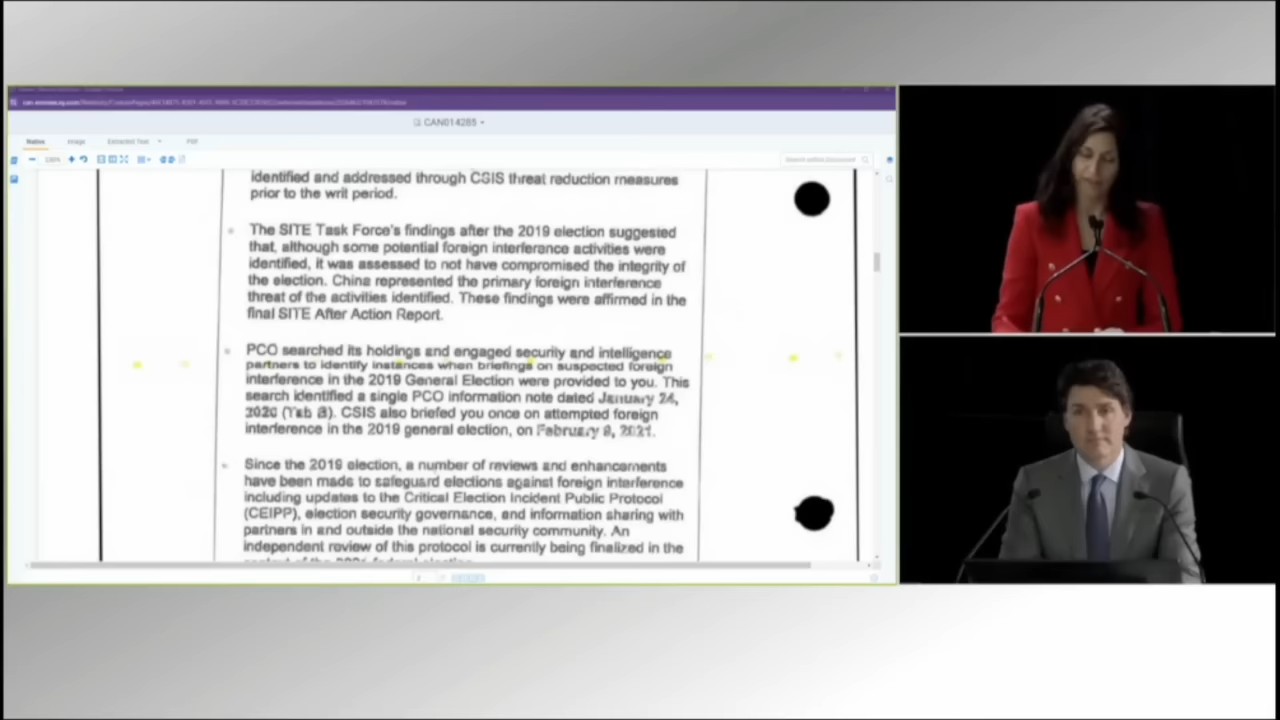 CAN014285
Native Image Extracted Text PDF
identified and addressed through CSIS threat reduction measures
prior to the writ period.
The SITE Task Force's findings after the 2019 election suggested
that, although some potential foreign interference activities were
identified, it was assessed to not have compromised the integrity of
the election. China represented the primary foreign interference
threat of the activities identified. These findings were affirmed in the
final SITE After Action Report.
PCO searched its holdings and engaged security and intelligence
partners to identify instances when briefings on suspected foreign
interference in the 2019 General Election were provided to you. This
search identified a single PCO information note dated January 24,
2020 (Tab B). CSIS also briefed you once on attempted foreign
interference in the 2019 general election, on February 9, 2021.
Since the 2019 election, a number of reviews and enhancements
have been made to safeguard elections against foreign interference
including updates to the Critical Election Incident Public Protocol
(CEIPP), election security governance, and information sharing with
partners in and outside the national security community. An
independent review of this protocol is currently being finalized in the